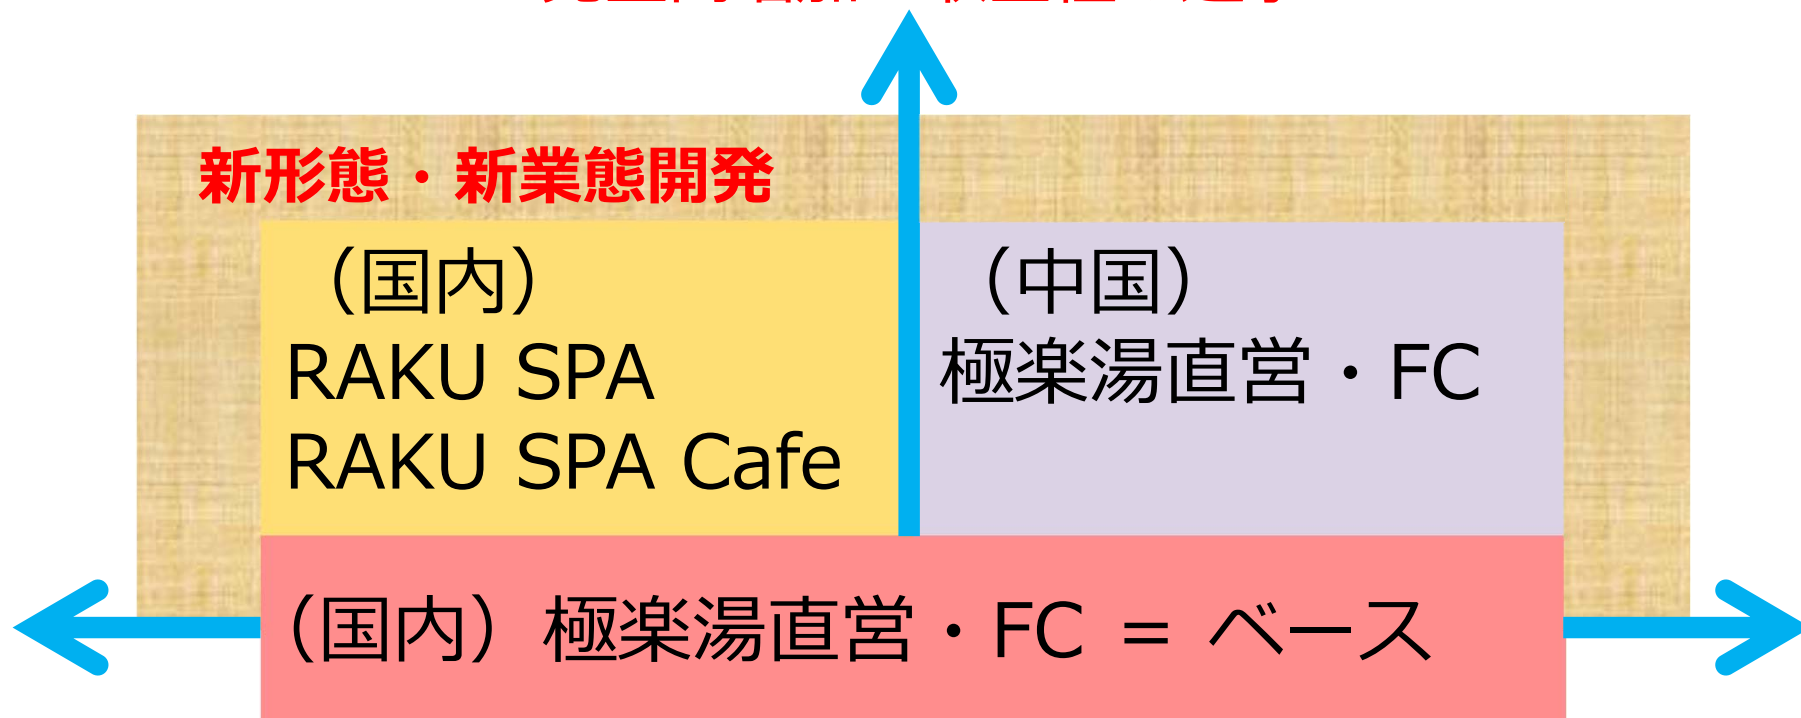 新形態・新業態開発
（国内）
RAKU SPA
RAKU SPA Cafe
（中国）
極楽湯直営・FC
（国内）極楽湯直営・FC = ベース